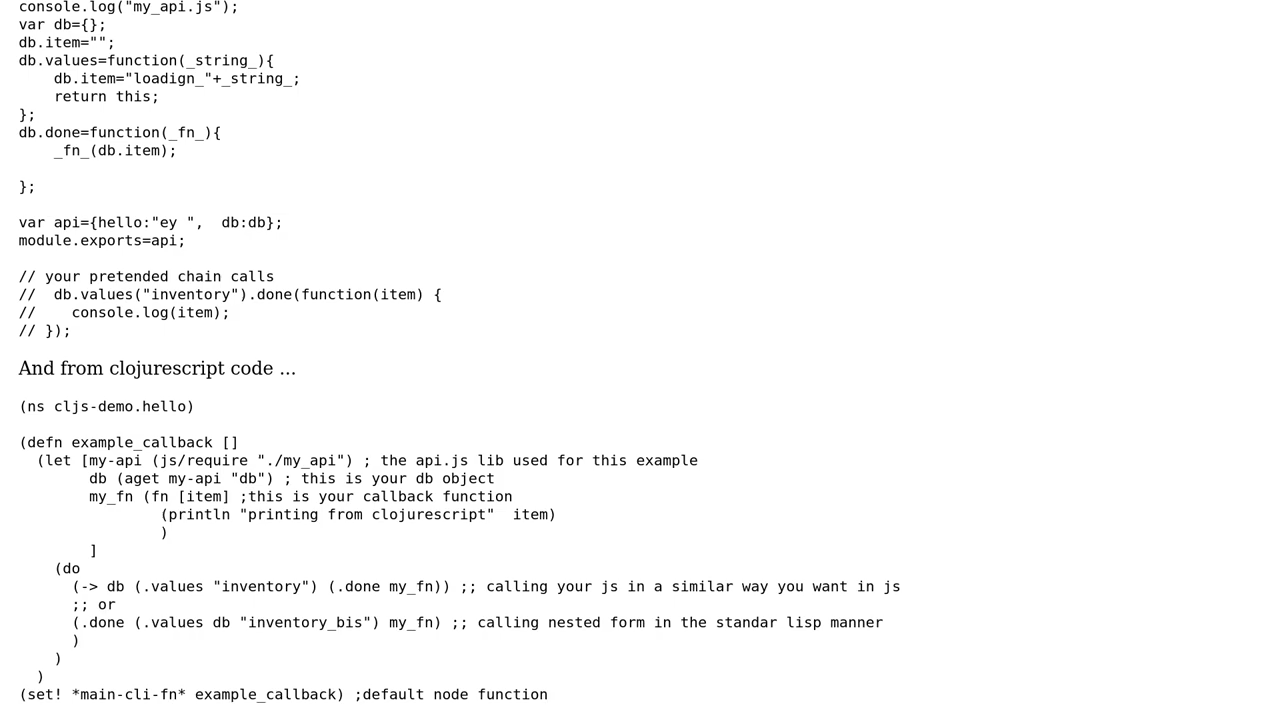 console.log("my_api.js");
var db={};
db.item="";
db.values=function(_string_){
    db.item="loadign_"+_string_;
    return this;
};
db.done=function(_fn_){
    _fn_(db.item);

};

var api={hello:"ey ",  db:db};
module.exports=api;

// your pretended chain calls
//  db.values("inventory").done(function(item) {
//    console.log(item);
// });

And from clojurescript code ...

(ns cljs-demo.hello)

(defn example_callback []
  (let [my-api (js/require "./my_api") ; the api.js lib used for this example
        db (aget my-api "db") ; this is your db object
        my_fn (fn [item] ;this is your callback function
                (println "printing from clojurescript"  item)
                )
        ]
    (do
      (-> db (.values "inventory") (.done my_fn)) ;; calling your js in a similar way you want in js
      ;; or
      (.done (.values db "inventory_bis") my_fn) ;; calling nested form in the standar lisp manner
      )
    )
  )
(set! *main-cli-fn* example_callback) ;default node function